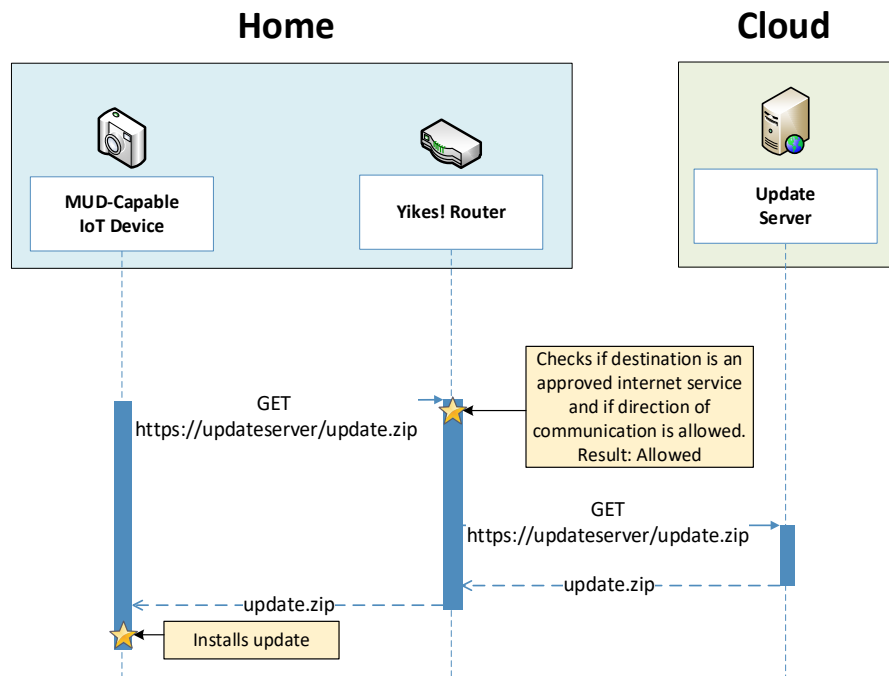 Home
Cloud
MUD-Capable
IoT Device
Yikes! Router
Update
Server
Checks if destination is an
approved internet service
and if direction of
communication is allowed.
Result: Allowed
GET
https://updateserver/update.zip
GET
https://updateserver/update.zip
update.zip
update.zip
Installs update